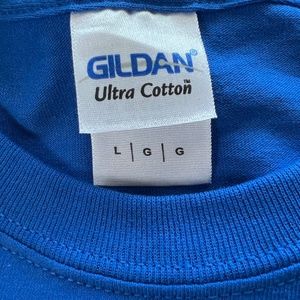 GILDAN®
Ultra Cotton™
L | G | G